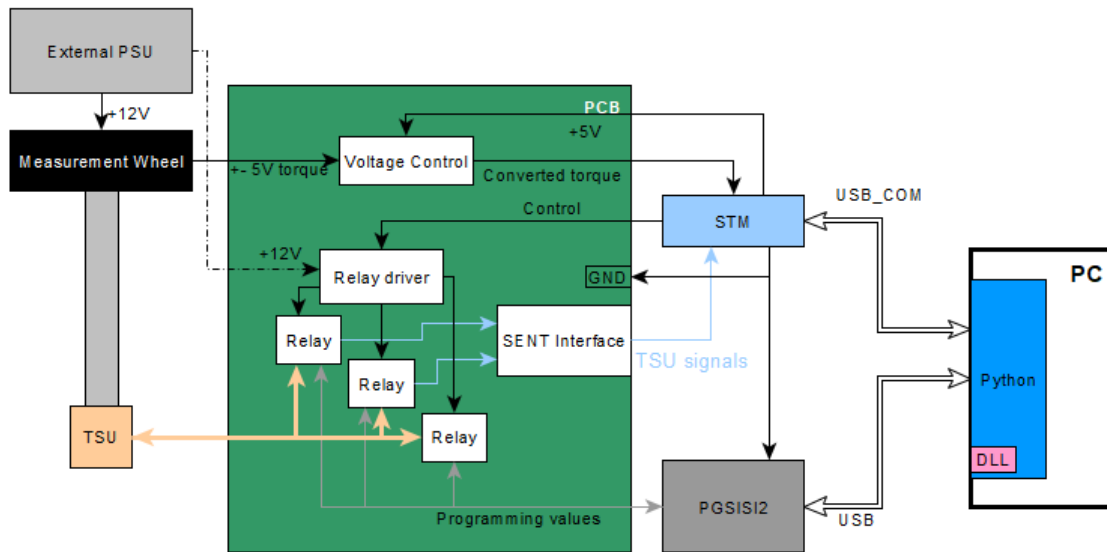 External PSU
+12V
PCB
+5V
Measurement Wheel
Voltage Control
+- 5V torque
Converted torque
USB_COM
Control
STM
+12V
Relay driver
GND
PC
Relay
SENT Interface
TSU signals
Relay
Python
TSU
Relay
DLL
PGSISI2
Programming values
USB